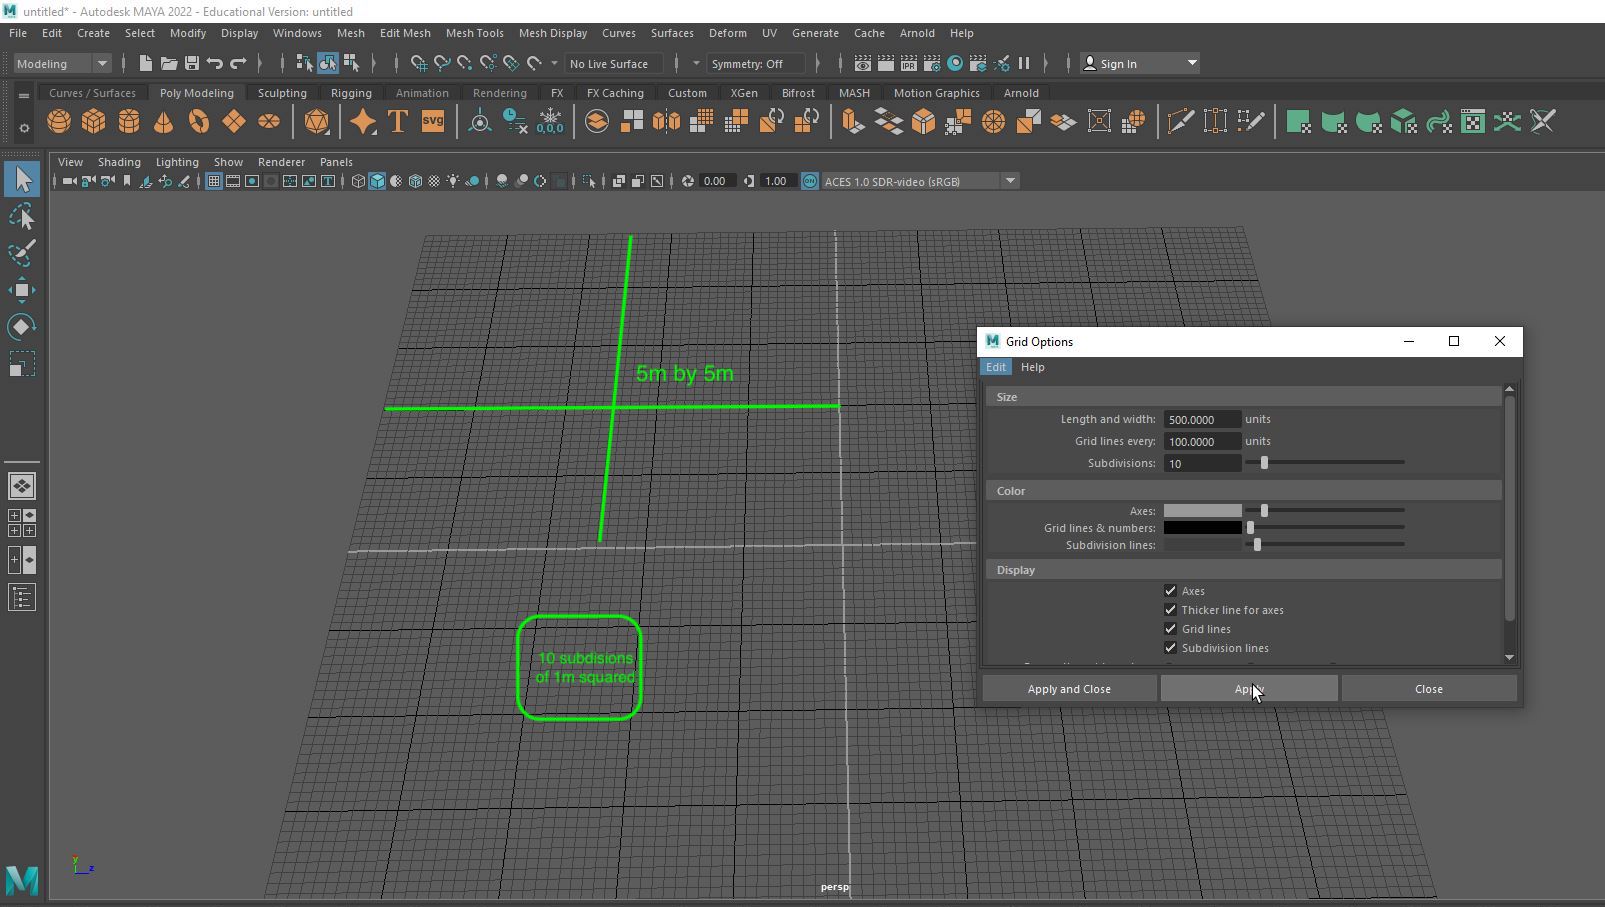 untitled* - Autodesk MAYA 2022 - Educational Version: untitled
File Edit Create Select Modify Display Windows Mesh Edit Mesh Mesh Tools Mesh Display Curves Surfaces Deform UV Generate Cache Arnold Help
Modeling No Live Surface Symmetry: Off IPR Sign In
Curves / Surfaces Poly Modeling Sculpting Rigging Animation Rendering FX FX Caching Custom XGen Bifrost MASH Motion Graphics Arnold
T svg 0,0,0
View Shading Lighting Show Renderer Panels
0.00 1.00 ON ACES 1.0 SDR-video (sRGB)
5m by 5m
10 subdisions
of 1m squared
Grid Options
Edit Help
Size
Length and width: 500.0000 units
Grid lines every: 100.0000 units
Subdivisions: 10
Color
Axes:
Grid lines & numbers:
Subdivision lines:
Display
Axes
Thicker line for axes
Grid lines
Subdivision lines
Apply and Close Apply Close
y
z
persp
M